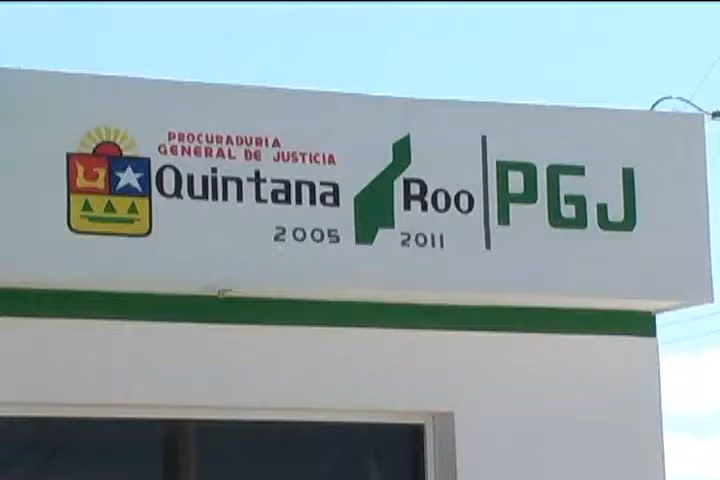 PROCURADURIA
GENERAL DE JUSTICIA
Quintana Roo PGJ
2005 2011